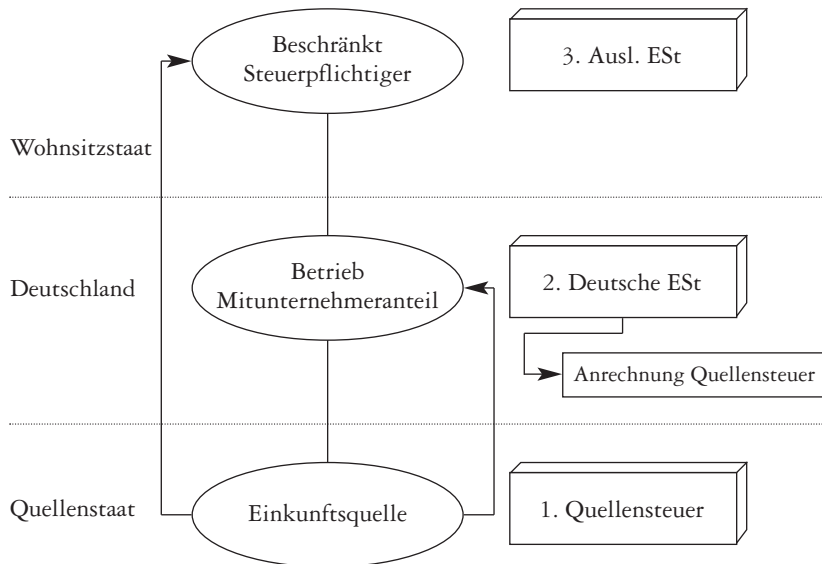 Beschränkt
Steuerpflichtiger
3. Ausl. ESt
Wohnsitzstaat
Deutschland
Betrieb
Mitunternehmeranteil
2. Deutsche ESt
Anrechnung Quellensteuer
Quellenstaat
Einkunftsquelle
1. Quellensteuer